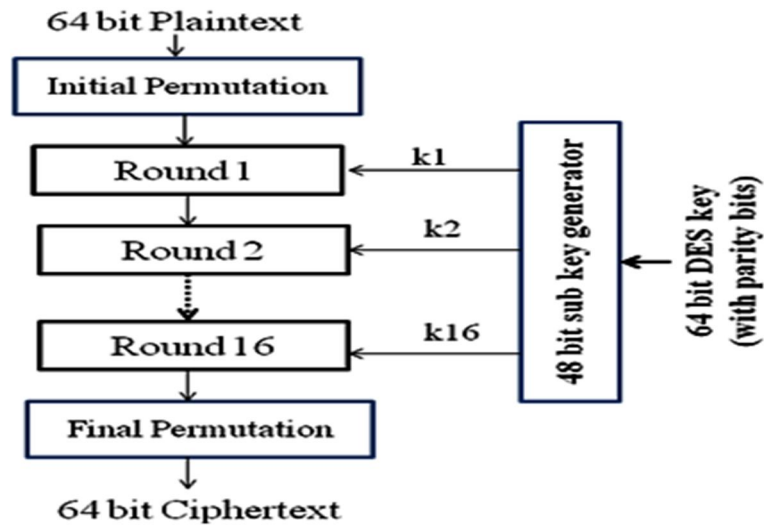 64 bit Plaintext
Initial Permutation
Round 1
k1
Round 2
k2
Round 16
k16
Final Permutation
64 bit Ciphertext
48 bit sub key generator
64 bit DES key
(with parity bits)